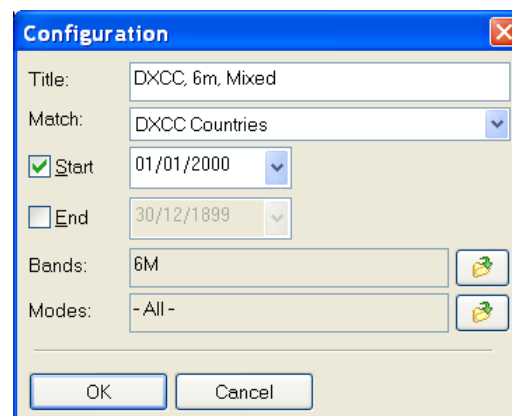 Configuration
Title: DXCC, 6m, Mixed
Match: DXCC Countries
Start 01/01/2000
End 30/12/1899
Bands: 6M
Modes: - All -
OK Cancel